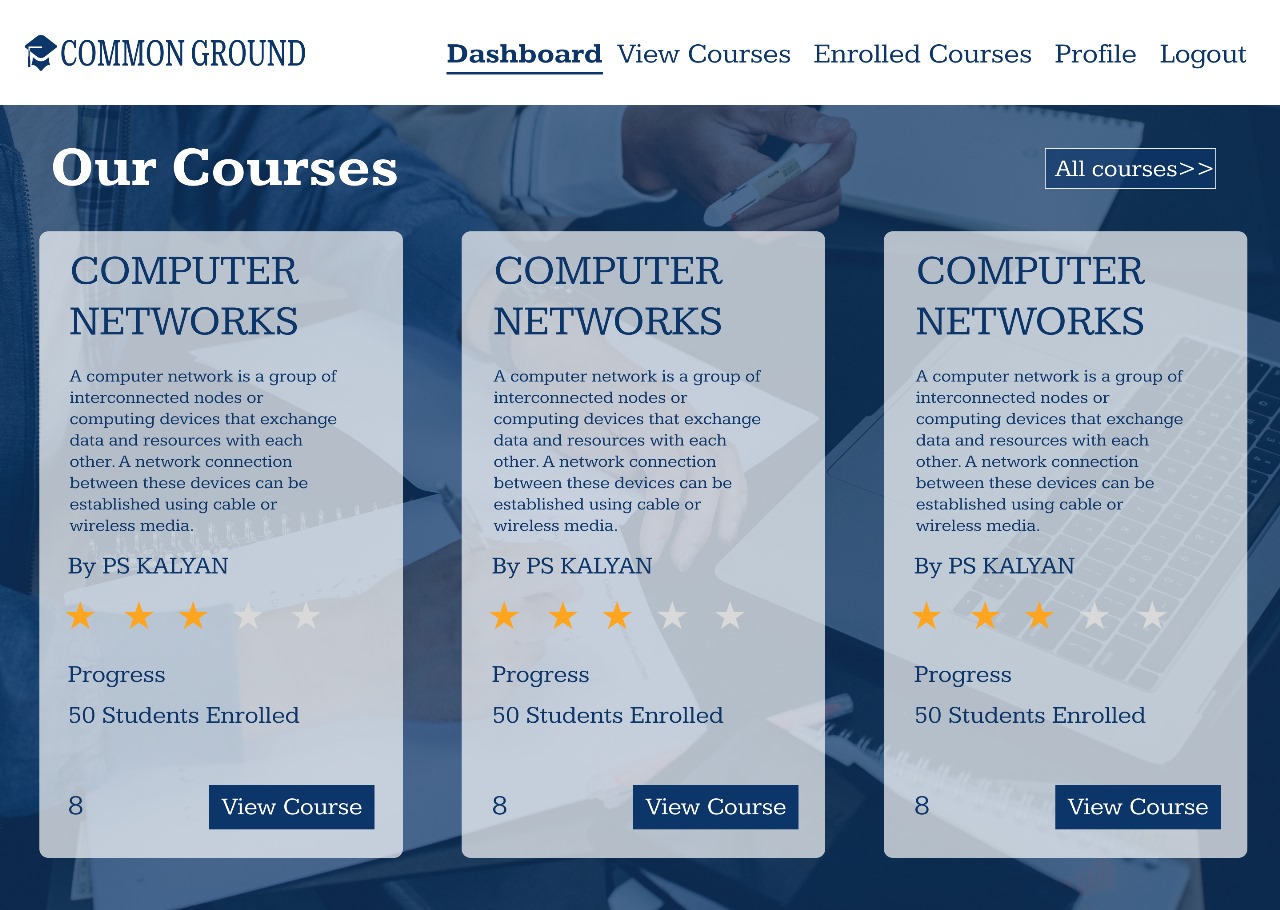 COMMON GROUND
Dashboard View Courses Enrolled Courses Profile Logout
Our Courses
All courses>>
COMPUTER
NETWORKS
A computer network is a group of
interconnected nodes or
computing devices that exchange
data and resources with each
other. A network connection
between these devices can be
established using cable or
wireless media.
By PS KALYAN
Progress
50 Students Enrolled
8
View Course
COMPUTER
NETWORKS
A computer network is a group of
interconnected nodes or
computing devices that exchange
data and resources with each
other. A network connection
between these devices can be
established using cable or
wireless media.
By PS KALYAN
Progress
50 Students Enrolled
8
View Course
COMPUTER
NETWORKS
A computer network is a group of
interconnected nodes or
computing devices that exchange
data and resources with each
other. A network connection
between these devices can be
established using cable or
wireless media.
By PS KALYAN
Progress
50 Students Enrolled
8
View Course